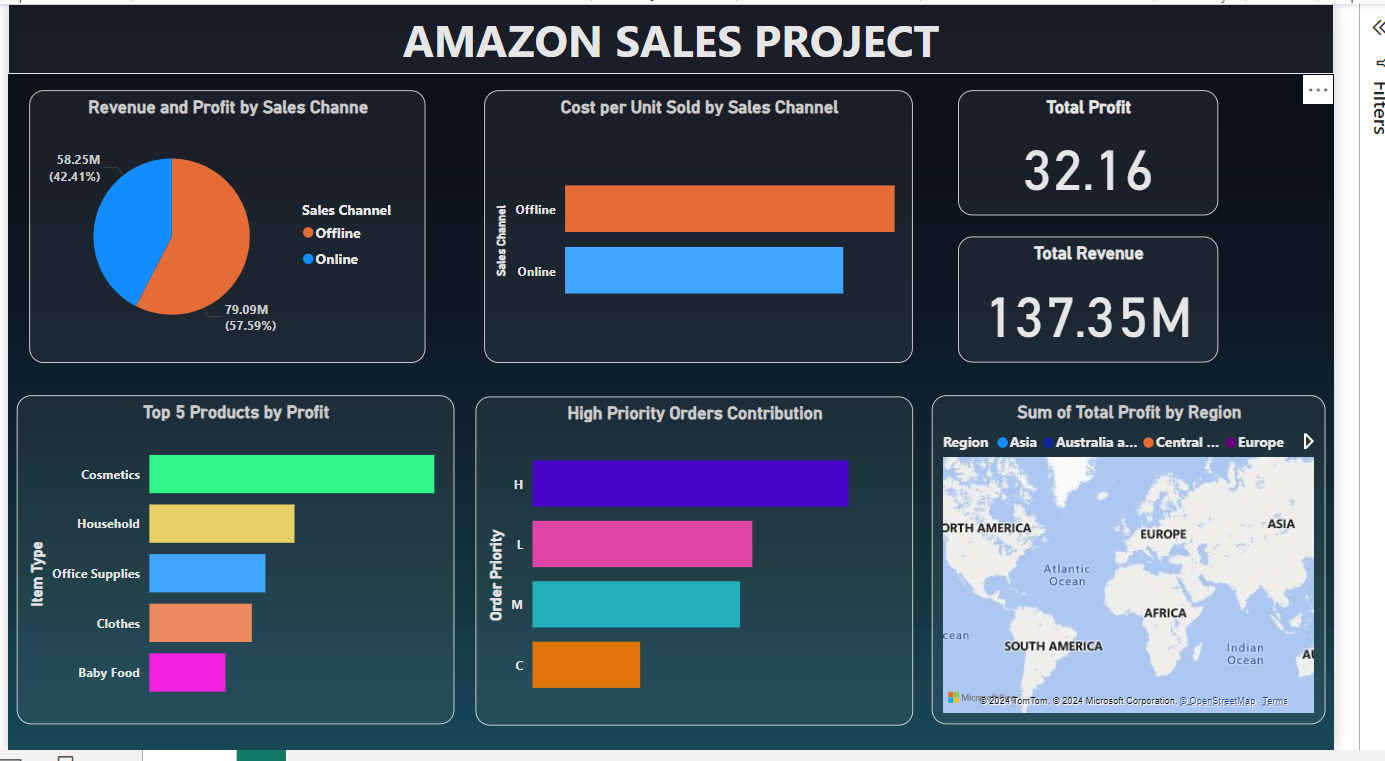 AMAZON SALES PROJECT
Filters
Revenue and Profit by Sales Channe
58.25M
(42.41%)
79.09M
(57.59%)
Sales Channel
Offline
Online
Cost per Unit Sold by Sales Channel
Sales Channel
Offline
Online
Total Profit
32.16
Total Revenue
137.35M
Top 5 Products by Profit
Item Type
Cosmetics
Household
Office Supplies
Clothes
Baby Food
High Priority Orders Contribution
Order Priority
H
L
M
C
Sum of Total Profit by Region
Region Asia Australia a... Central ... Europe
ORTH AMERICA
EUROPE
ASIA
Atlantic
Ocean
AFRICA
cean
SOUTH AMERICA
Indian
Ocean
AU
© 2024 TomTom, © 2024 Microsoft Corporation, © OpenStreetMap Terms